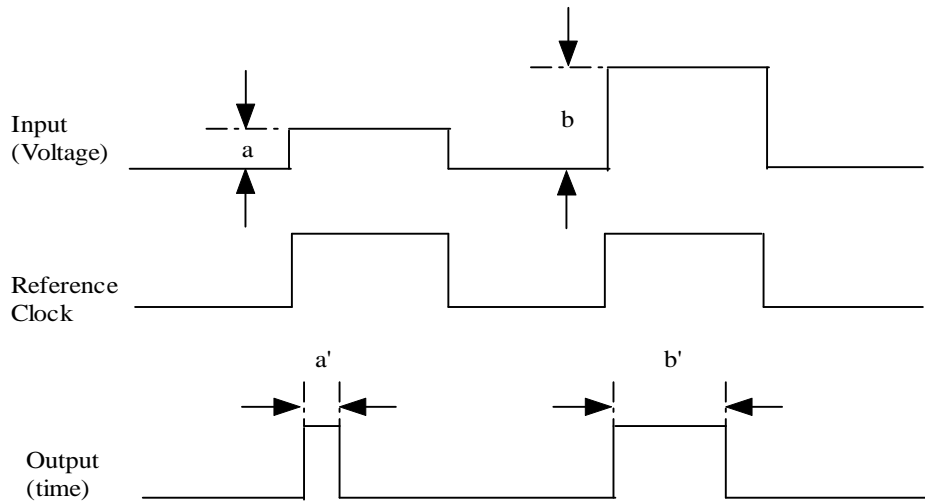 Input
(Voltage)
a
b
Reference
Clock
a'
b'
Output
(time)